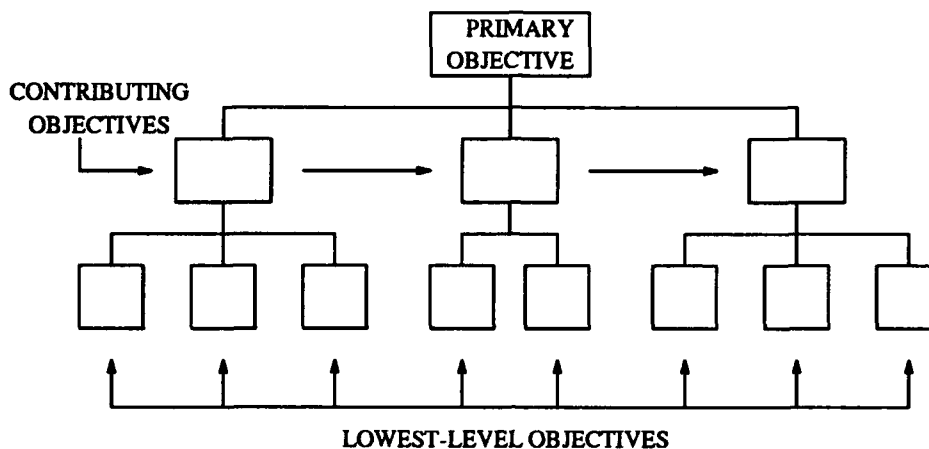 PRIMARY
OBJECTIVE
CONTRIBUTING
OBJECTIVES
LOWEST-LEVEL OBJECTIVES